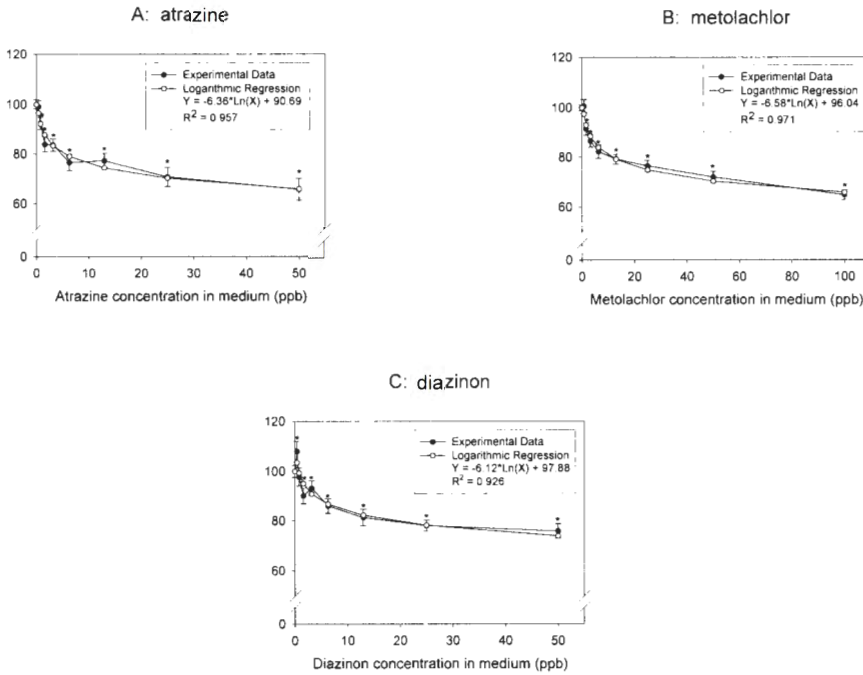 A: atrazine
120
100
80
60
0
Experimental Data
Logarithmic Regression
Y = -6.36*Ln(X) + 90.69
R² = 0.957
0 10 20 30 40 50
Atrazine concentration in medium (ppb)
B: metolachlor
120
100
80
60
0
Experimental Data
Logarithmic Regression
Y = -6.58*Ln(X) + 96.04
R² = 0.971
0 20 40 60 80 100
Metolachlor concentration in medium (ppb)
C: diazinon
120
100
80
60
0
Experimental Data
Logarithmic Regression
Y = -6.12*Ln(X) + 97.88
R² = 0.926
0 10 20 30 40 50
Diazinon concentration in medium (ppb)